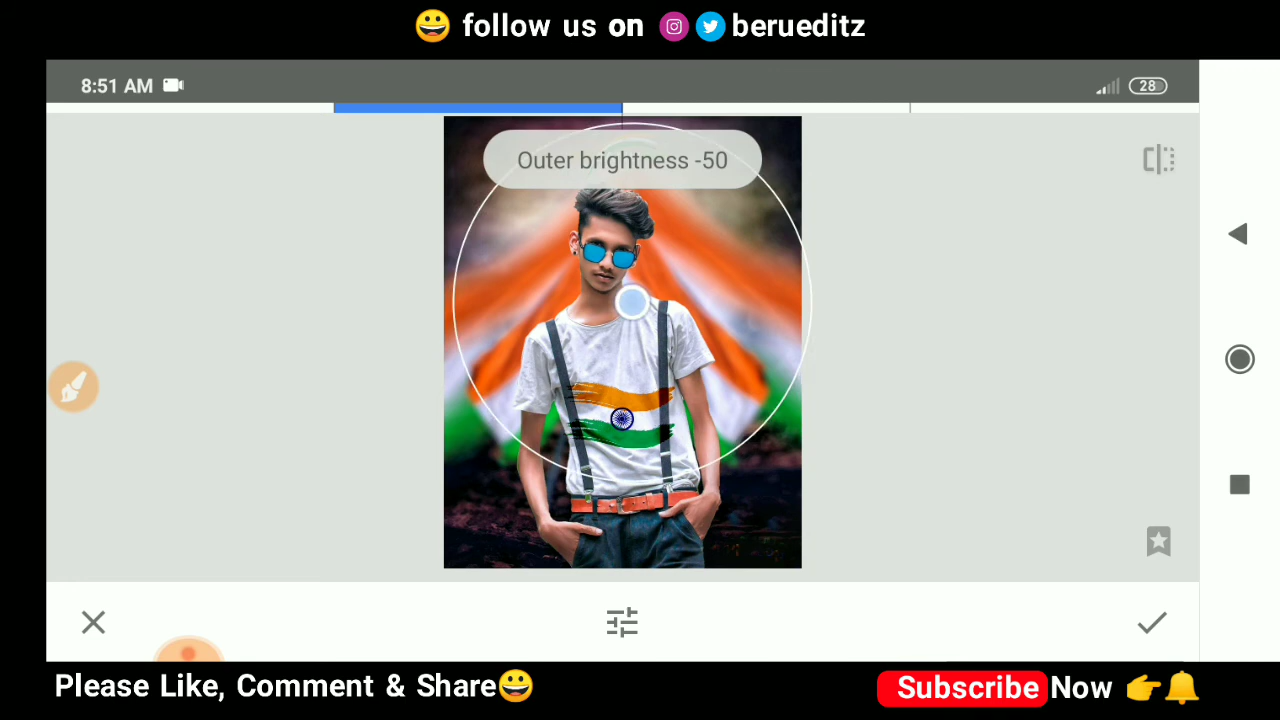 😀 follow us on berueditz
8:51 AM
28
Outer brightness -50
Please Like, Comment & Share😀
Subscribe Now 👉🔔